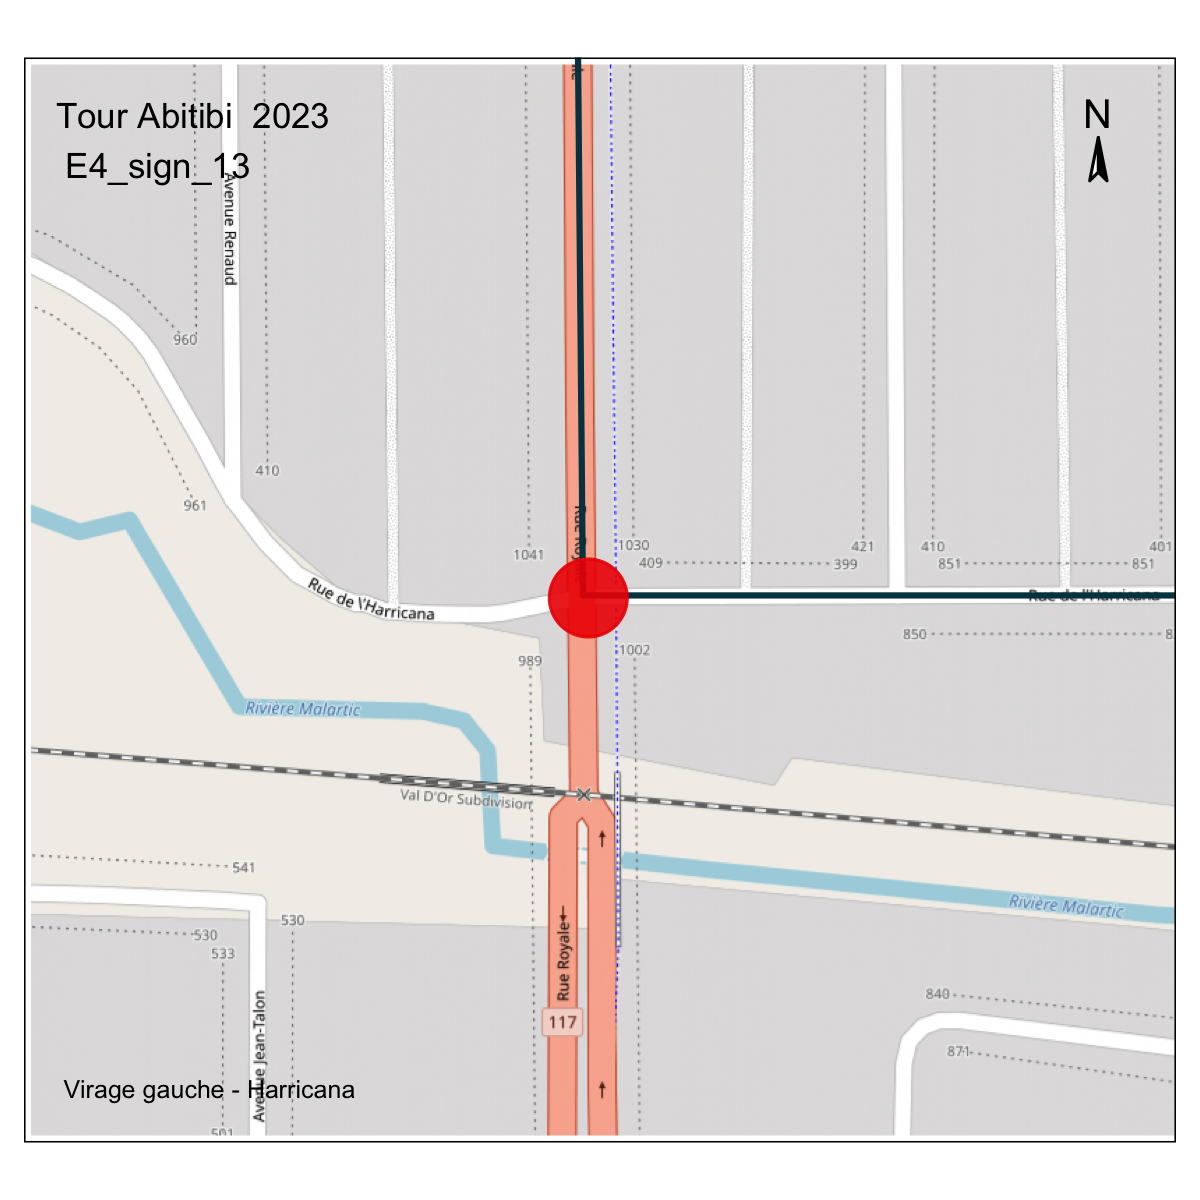 Tour Abitibi  2023
E4_sign_13
N
Avenue Renaud
960
410
961
Rue Royale
1041
1030
409
399
421
410
851
851
401
Rue de \'Harricana
Rue de l'Harricana
850
989
1002
Rivière Malartic
Val D'Or Subdivision
541
530
530
533
Rue Royale
Rivière Malartic
117
840
871
Avenue Jean-Talon
Virage gauche - Harricana
501